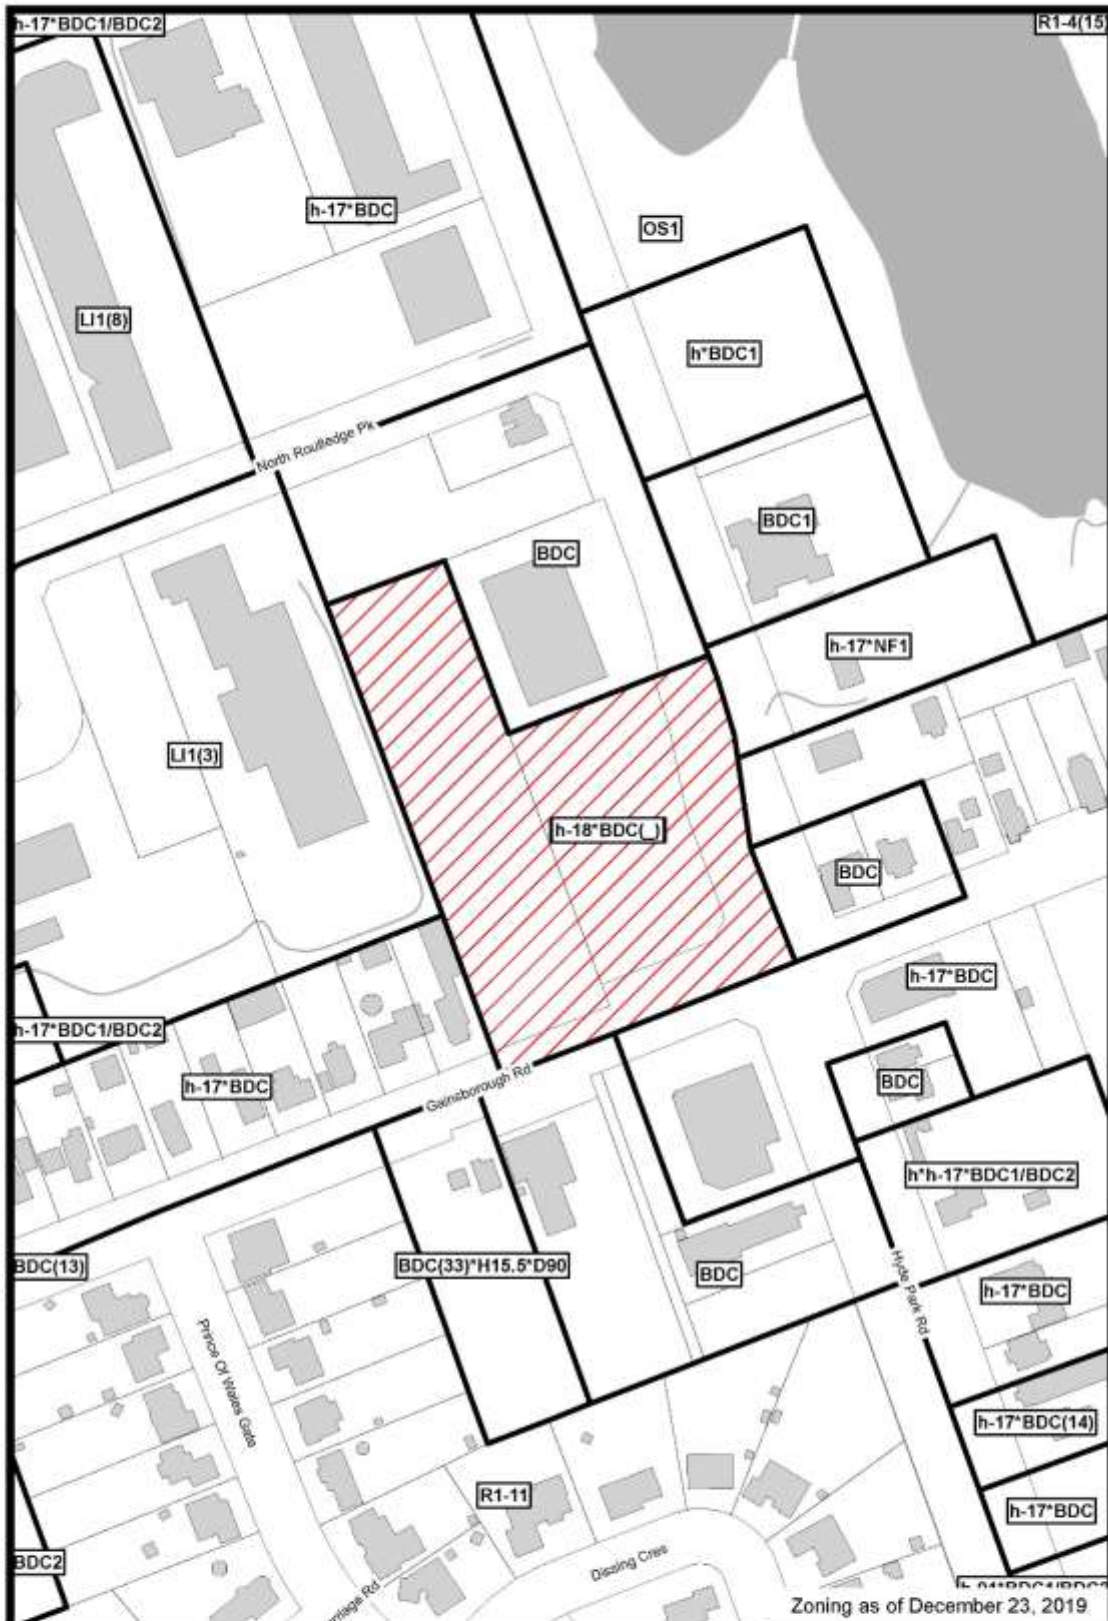 h-17*BDC1/BDC2
R1-4(15)
h-17*BDC
OS1
LI1(8)
h*BDC1
North Routledge Pk
BDC1
BDC
h-17*NF1
LI1(3)
h-18*BDC(_)
BDC
h-17*BDC
h-17*BDC1/BDC2
h-17*BDC
Gainsborough Rd
BDC
h*h-17*BDC1/BDC2
BDC(13)
BDC(33)*H15.5*D90
BDC
Hyde Park Rd
h-17*BDC
Prince Of Wales Gate
h-17*BDC(14)
R1-11
h-17*BDC
BDC2
Dissing Cres
Rd
Zoning as of December 23, 2019